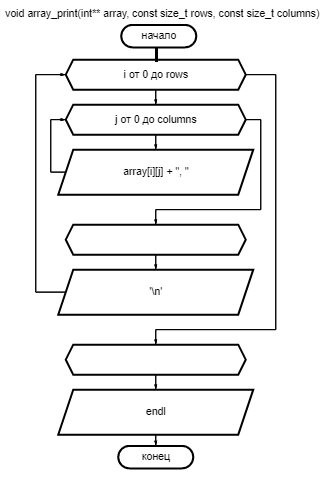 void array_print(int** array, const size_t rows, const size_t columns)
начало
i от 0 до rows
j от 0 до columns
array[i][j] + ", "
'\n'
endl
конец